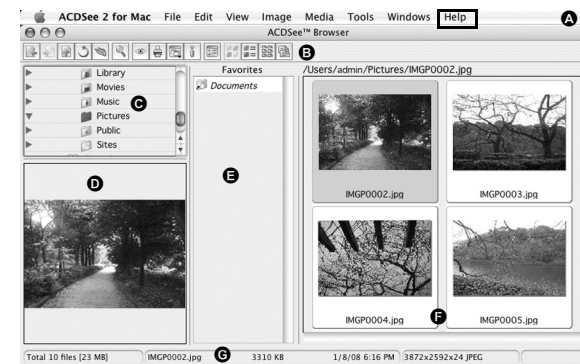 ACDSee 2 for Mac File Edit View Image Media Tools Windows Help A
ACDSee™ Browser
B
Library
Movies
Music C
Pictures
Public
Sites
Favorites
Documents
/Users/admin/Pictures/IMGP0002.jpg
D
E
IMGP0002.jpg IMGP0003.jpg
IMGP0004.jpg IMGP0005.jpg
F
Total 10 files [23 MB] IMGP0002.jpg G 3310 KB 1/8/08 6:16 PM 3872x2592x24 JPEG